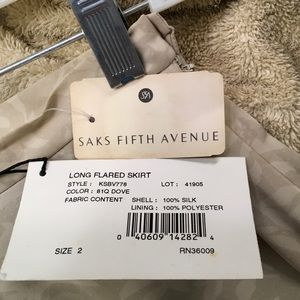 SAKS FIFTH AVENUE
LONG FLARED SKIRT
STYLE : KSBV778 LOT : 41905
COLOR : 81Q DOVE
FABRIC CONTENT SHELL : 100% SILK
LINING : 100% POLYESTER
0 40609 14282 4
SIZE 2 RN36009